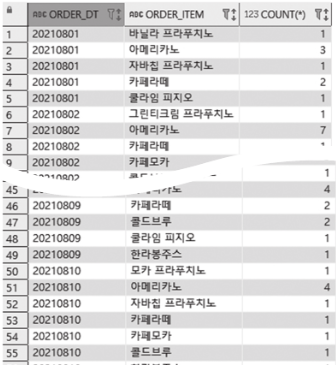 ABC ORDER_DT ABC ORDER_ITEM 123 COUNT(*)
1 20210801 바닐라 프라푸치노 1
2 20210801 아메리카노 3
3 20210801 자바칩 프라푸치노 1
4 20210801 카페라떼 2
5 20210801 쿨라임 피지오 1
6 20210802 그린티크림 프라푸치노 1
7 20210802 아메리카노 7
8 20210802 카페라떼
9 20210802 카페모카
20210802 1
45 4
46 20210809 카페라떼 2
47 20210809 콜드브루 2
48 20210809 쿨라임 피지오 1
49 20210809 한라봉주스 1
50 20210810 모카 프라푸치노 1
51 20210810 아메리카노 4
52 20210810 자바칩 프라푸치노 1
53 20210810 카페라떼 1
54 20210810 카페모카 1
55 20210810 콜드브루 1